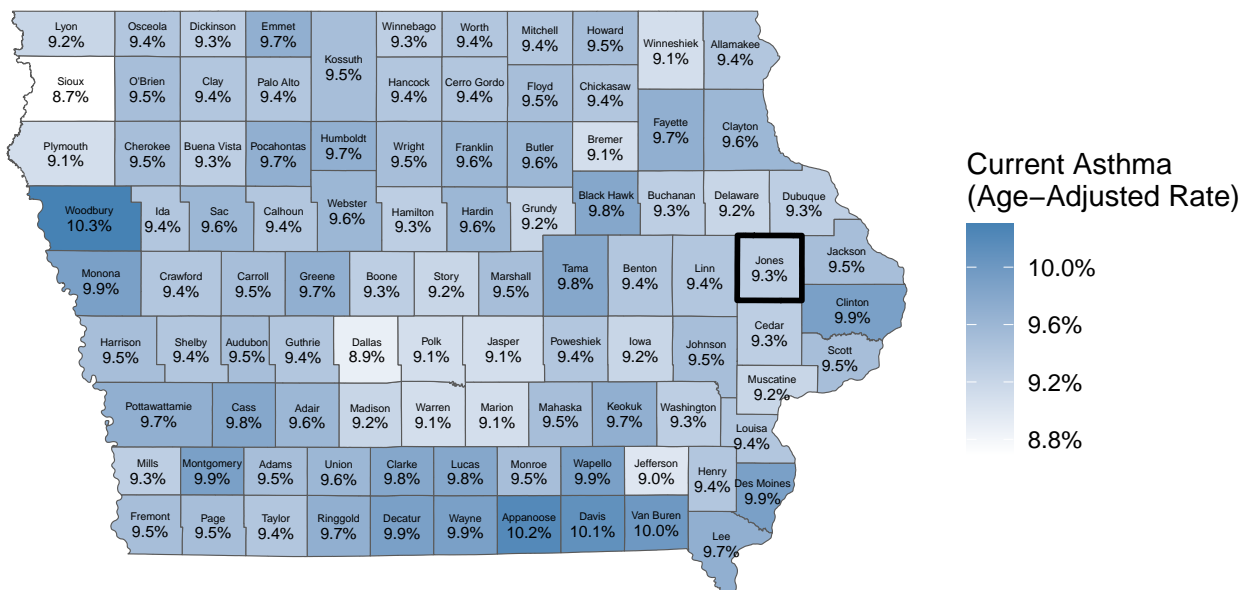 Lyon
9.2%
Osceola
9.4%
Dickinson
9.3%
Emmet
9.7%
Kossuth
9.5%
Winnebago
9.3%
Worth
9.4%
Mitchell
9.4%
Howard
9.5%
Winneshiek
9.1%
Allamakee
9.4%
Sioux
8.7%
O'Brien
9.5%
Clay
9.4%
Palo Alto
9.4%
Hancock
9.4%
Cerro Gordo
9.4%
Floyd
9.5%
Chickasaw
9.4%
Plymouth
9.1%
Cherokee
9.5%
Buena Vista
9.3%
Pocahontas
9.7%
Humboldt
9.7%
Wright
9.5%
Franklin
9.6%
Butler
9.6%
Bremer
9.1%
Fayette
9.7%
Clayton
9.6%
Woodbury
10.3%
Ida
9.4%
Sac
9.6%
Calhoun
9.4%
Webster
9.6%
Hamilton
9.3%
Hardin
9.6%
Grundy
9.2%
Black Hawk
9.8%
Buchanan
9.3%
Delaware
9.2%
Dubuque
9.3%
Monona
9.9%
Crawford
9.4%
Carroll
9.5%
Greene
9.7%
Boone
9.3%
Story
9.2%
Marshall
9.5%
Tama
9.8%
Benton
9.4%
Linn
9.4%
Jones
9.3%
Jackson
9.5%
Clinton
9.9%
Harrison
9.5%
Shelby
9.4%
Audubon
9.5%
Guthrie
9.4%
Dallas
8.9%
Polk
9.1%
Jasper
9.1%
Poweshiek
9.4%
Iowa
9.2%
Johnson
9.5%
Cedar
9.3%
Scott
9.5%
Muscatine
9.2%
Pottawattamie
9.7%
Cass
9.8%
Adair
9.6%
Madison
9.2%
Warren
9.1%
Marion
9.1%
Mahaska
9.5%
Keokuk
9.7%
Washington
9.3%
Louisa
9.4%
Mills
9.3%
Montgomery
9.9%
Adams
9.5%
Union
9.6%
Clarke
9.8%
Lucas
9.8%
Monroe
9.5%
Wapello
9.9%
Jefferson
9.0%
Henry
9.4%
Des Moines
9.9%
Fremont
9.5%
Page
9.5%
Taylor
9.4%
Ringgold
9.7%
Decatur
9.9%
Wayne
9.9%
Appanoose
10.2%
Davis
10.1%
Van Buren
10.0%
Lee
9.7%
Current Asthma
(Age−Adjusted Rate)
10.0%
9.6%
9.2%
8.8%